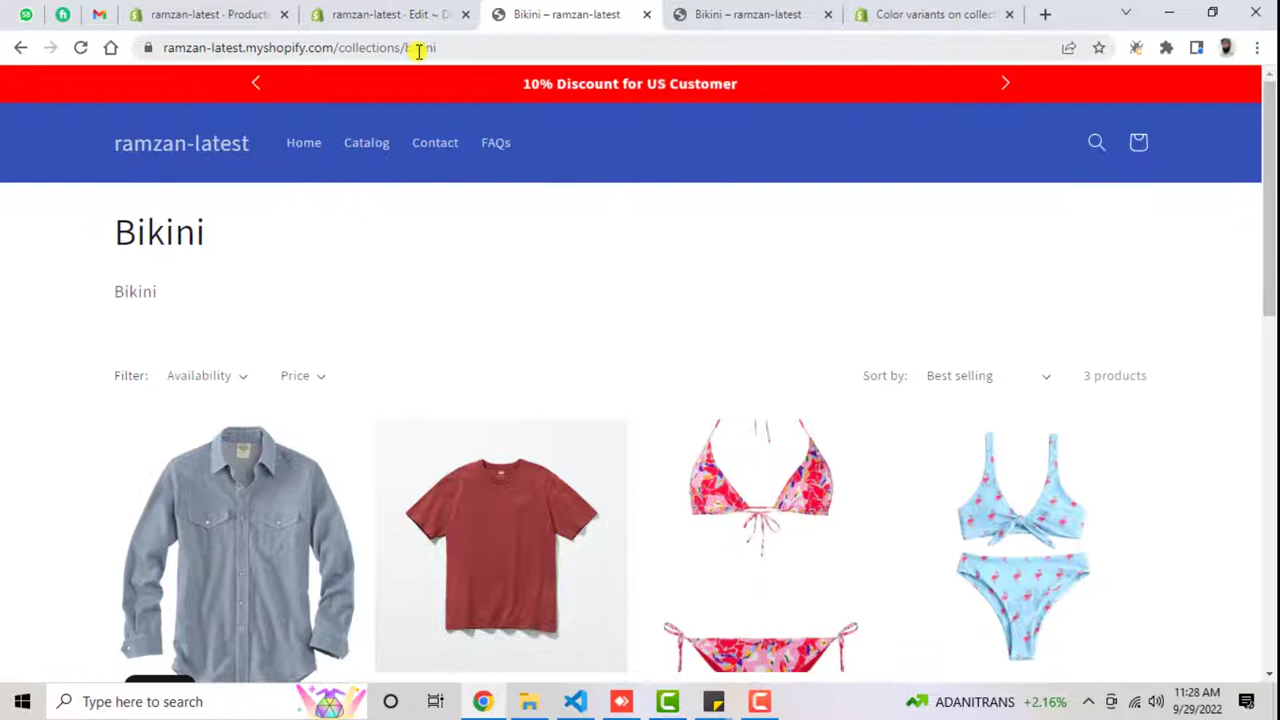 ramzan-latest - Product
ramzan-latest - Edit ~ D
Bikini – ramzan-latest
Bikini – ramzan-latest
Color variants on collect
ramzan-latest.myshopify.com/collections/bikini
10% Discount for US Customer
ramzan-latest Home Catalog Contact FAQs
Bikini
Bikini
Filter: Availability Price Sort by: Best selling 3 products
Type here to search
ADANITRANS +2.16%
11:28 AM
9/29/2022